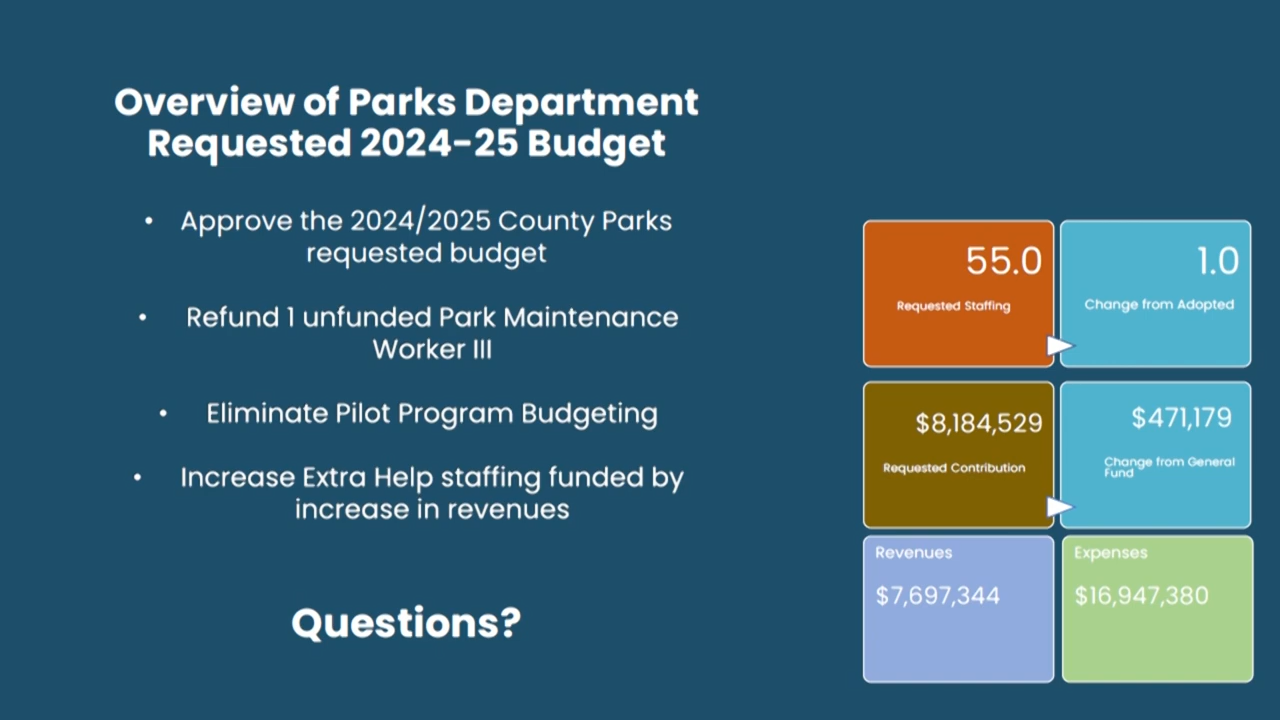 Overview of Parks Department
Requested 2024-25 Budget
• Approve the 2024/2025 County Parks
requested budget
• Refund 1 unfunded Park Maintenance
Worker III
• Eliminate Pilot Program Budgeting
• Increase Extra Help staffing funded by
increase in revenues
Questions?
55.0
Requested Staffing
1.0
Change from Adopted
$8,184,529
Requested Contribution
$471,179
Change from General
Fund
Revenues
$7,697,344
Expenses
$16,947,380